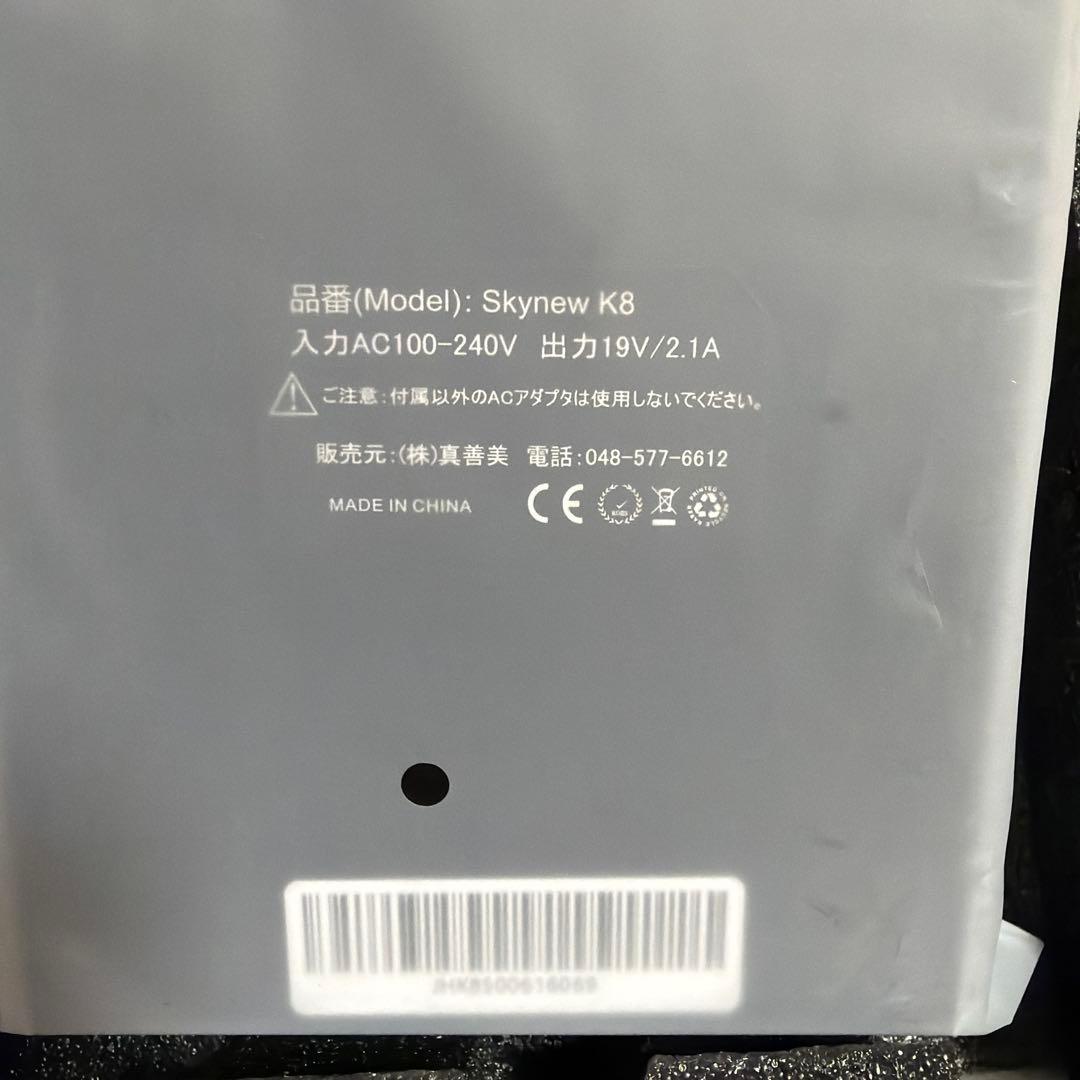 品番(Model): Skynew K8
入力AC100-240V 出力19V/2.1A
ご注意:付属以外のACアダプタは使用しないでください。
販売元:(株)真善美 電話:048-577-6612
MADE IN CHINA CE